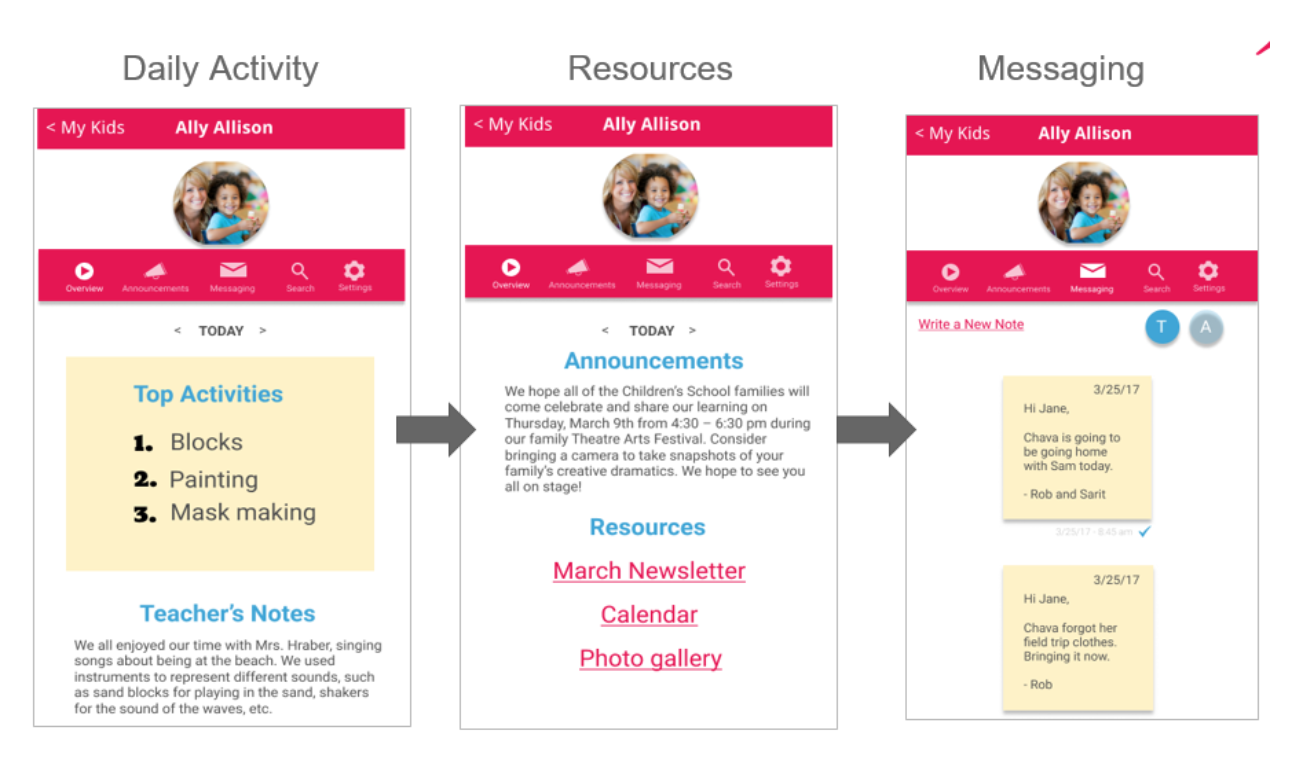 Daily Activity
Resources
Messaging
< My Kids Ally Allison
Overview Announcements Messaging Search Settings
< TODAY >
Top Activities
1. Blocks
2. Painting
3. Mask making
Teacher's Notes
We all enjoyed our time with Mrs. Hraber, singing
songs about being at the beach. We used
instruments to represent different sounds, such
as sand blocks for playing in the sand, shakers
for the sound of the waves, etc.
< My Kids Ally Allison
Overview Announcements Messaging Search Settings
< TODAY >
Announcements
We hope all of the Children's School families will
come celebrate and share our learning on
Thursday, March 9th from 4:30 – 6:30 pm during
our family Theatre Arts Festival. Consider
bringing a camera to take snapshots of your
family's creative dramatics. We hope to see you
all on stage!
Resources
March Newsletter
Calendar
Photo gallery
< My Kids Ally Allison
Overview Announcements Messaging Search Settings
Write a New Note T A
3/25/17
Hi Jane,
Chava is going to
be going home
with Sam today.
- Rob and Sarit
3/25/17 - 8:45 am
3/25/17
Hi Jane,
Chava forgot her
field trip clothes.
Bringing it now.
- Rob